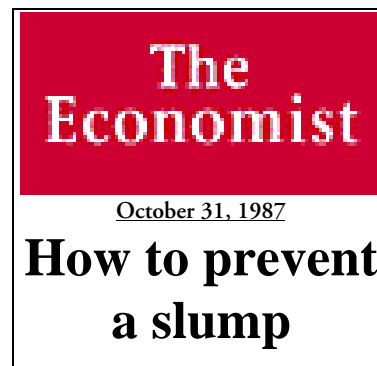 The
Economist
October 31, 1987
How to prevent
a slump